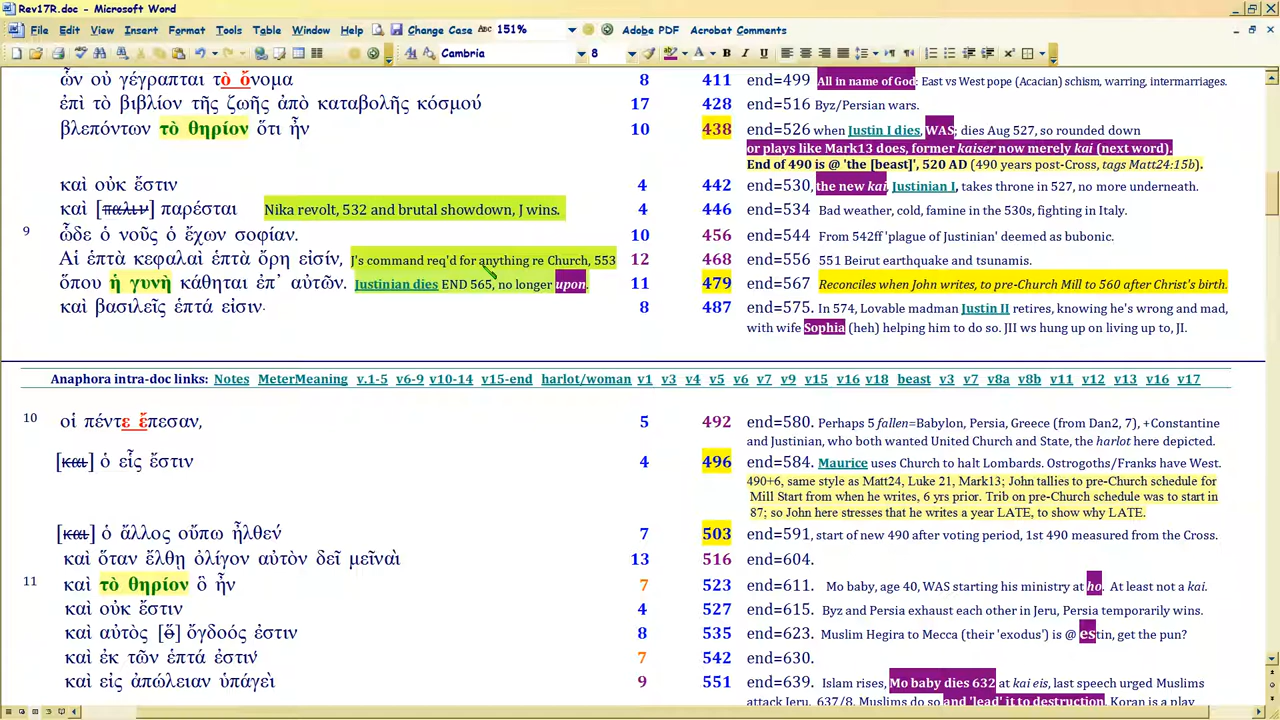 Rev17R.doc - Microsoft Word
File Edit View Insert Format Tools Table Window Help Change Case ABC 151% Adobe PDF Acrobat Comments
Cambria 8
ὧν οὐ γέγραπται τὸ ὄνομα 8 411 end=499 All in name of God: East vs West pope (Acacian) schism, warring, intermarriages.
ἐπὶ τὸ βιβλίον τῆς ζωῆς ἀπὸ καταβολῆς κόσμού 17 428 end=516 Byz/Persian wars.
βλεπόντων τὸ θηρίον ὅτι ἦν 10 438 end=526 when Justin I dies, WAS; dies Aug 527, so rounded down
or plays like Mark13 does, former kaiser now merely kai (next word).
End of 490 is @ 'the [beast]', 520 AD (490 years post-Cross, tags Matt24:15b).
καὶ οὐκ ἔστιν 4 442 end=530, the new kai, Justinian I, takes throne in 527, no more underneath.
καὶ [παλιν] παρέσται Nika revolt, 532 and brutal showdown, J wins. 4 446 end=534 Bad weather, cold, famine in the 530s, fighting in Italy.
9 ὧδε ὁ νοῦς ὁ ἔχων σοφίαν. 10 456 end=544 From 542ff 'plague of Justinian' deemed as bubonic.
Αἱ ἑπτὰ κεφαλαὶ ἑπτὰ ὄρη εἰσίν, J's command req'd for anything re Church, 553 12 468 end=556 551 Beirut earthquake and tsunamis.
ὅπου ἡ γυνὴ κάθηται ἐπ' αὐτῶν. Justinian dies END 565, no longer upon. 11 479 end=567 Reconciles when John writes, to pre-Church Mill to 560 after Christ's birth.
καὶ βασιλεῖς ἑπτά εἰσιν· 8 487 end=575. In 574, Lovable madman Justin II retires, knowing he's wrong and mad,
with wife Sophia (heh) helping him to do so. JII ws hung up on living up to, JI.
Anaphora intra-doc links: Notes MeterMeaning v.1-5 v6-9 v10-14 v15-end harlot/woman v1 v3 v4 v5 v6 v7 v9 v15 v16 v18 beast v3 v7 v8a v8b v11 v12 v13 v16 v17
10 οἱ πέντε ἔπεσαν, 5 492 end=580. Perhaps 5 fallen=Babylon, Persia, Greece (from Dan2, 7), +Constantine
and Justinian, who both wanted United Church and State, the harlot here depicted.
[και] ὁ εἷς ἔστιν 4 496 end=584. Maurice uses Church to halt Lombards. Ostrogoths/Franks have West.
490+6, same style as Matt24, Luke 21, Mark13; John tallies to pre-Church schedule for
Mill Start from when he writes, 6 yrs prior. Trib on pre-Church schedule was to start in
87; so John here stresses that he writes a year LATE, to show why LATE.
[και] ὁ ἄλλος οὔπω ἦλθεν́ 7 503 end=591, start of new 490 after voting period, 1st 490 measured from the Cross.
καὶ ὅταν ἔλθῃ ὀλίγον αὐτὸν δεῖ μεῖναὶ 13 516 end=604.
11 καὶ τὸ θηρίον ὃ ἦν 7 523 end=611. Mo baby, age 40, WAS starting his ministry at ho. At least not a kai.
καὶ οὐκ ἔστιν 4 527 end=615. Byz and Persia exhaust each other in Jeru, Persia temporarily wins.
καὶ αὐτὸς [ὅ] ὄγδοός ἐστιν 8 535 end=623. Muslim Hegira to Mecca (their 'exodus') is @ estin, get the pun?
καὶ ἐκ τῶν ἑπτά ἐστιν́ 7 542 end=630.
καὶ εἰς ἀπώλειαν ὑπάγεὶ 9 551 end=639. Islam rises, Mo baby dies 632 at kai eis, last speech urged Muslims
attack Jeru. 637/8. Muslims do so and 'lead' it to destruction. Koran is a play